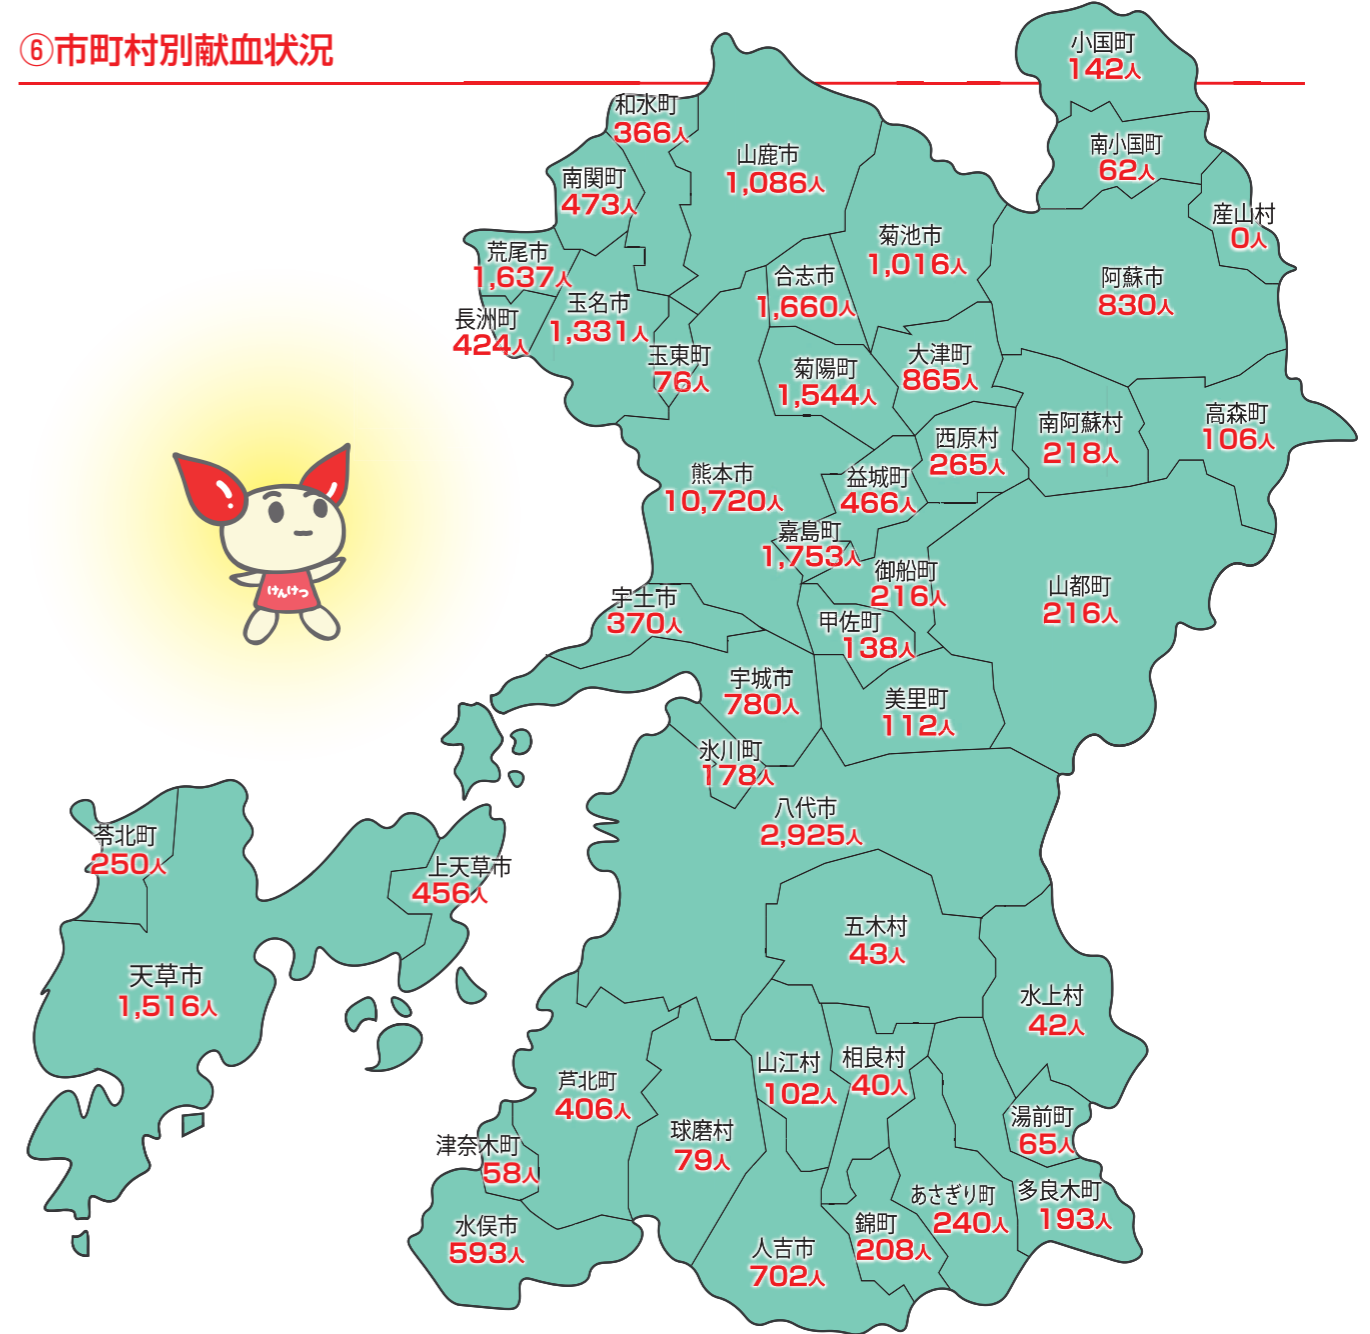 ⑥市町村別献血状況
小国町
142人
和水町
366人
南小国町
62人
山鹿市
1,086人
南関町
473人
産山村
0人
菊池市
1,016人
荒尾市
1,637人
合志市
1,660人
阿蘇市
830人
玉名市
1,331人
長洲町
424人
玉東町
76人
菊陽町
1,544人
大津町
865人
南阿蘇村
218人
高森町
106人
西原村
265人
熊本市
10,720人
益城町
466人
嘉島町
1,753人
御船町
216人
山都町
216人
けんけつ
宇土市
370人
甲佐町
138人
宇城市
780人
美里町
112人
氷川町
178人
八代市
2,925人
苓北町
250人
上天草市
456人
五木村
43人
天草市
1,516人
水上村
42人
山江村
102人
相良村
40人
芦北町
406人
湯前町
65人
球磨村
79人
津奈木町
58人
あさぎり町
240人
多良木町
193人
水俣市
593人
錦町
208人
人吉市
702人